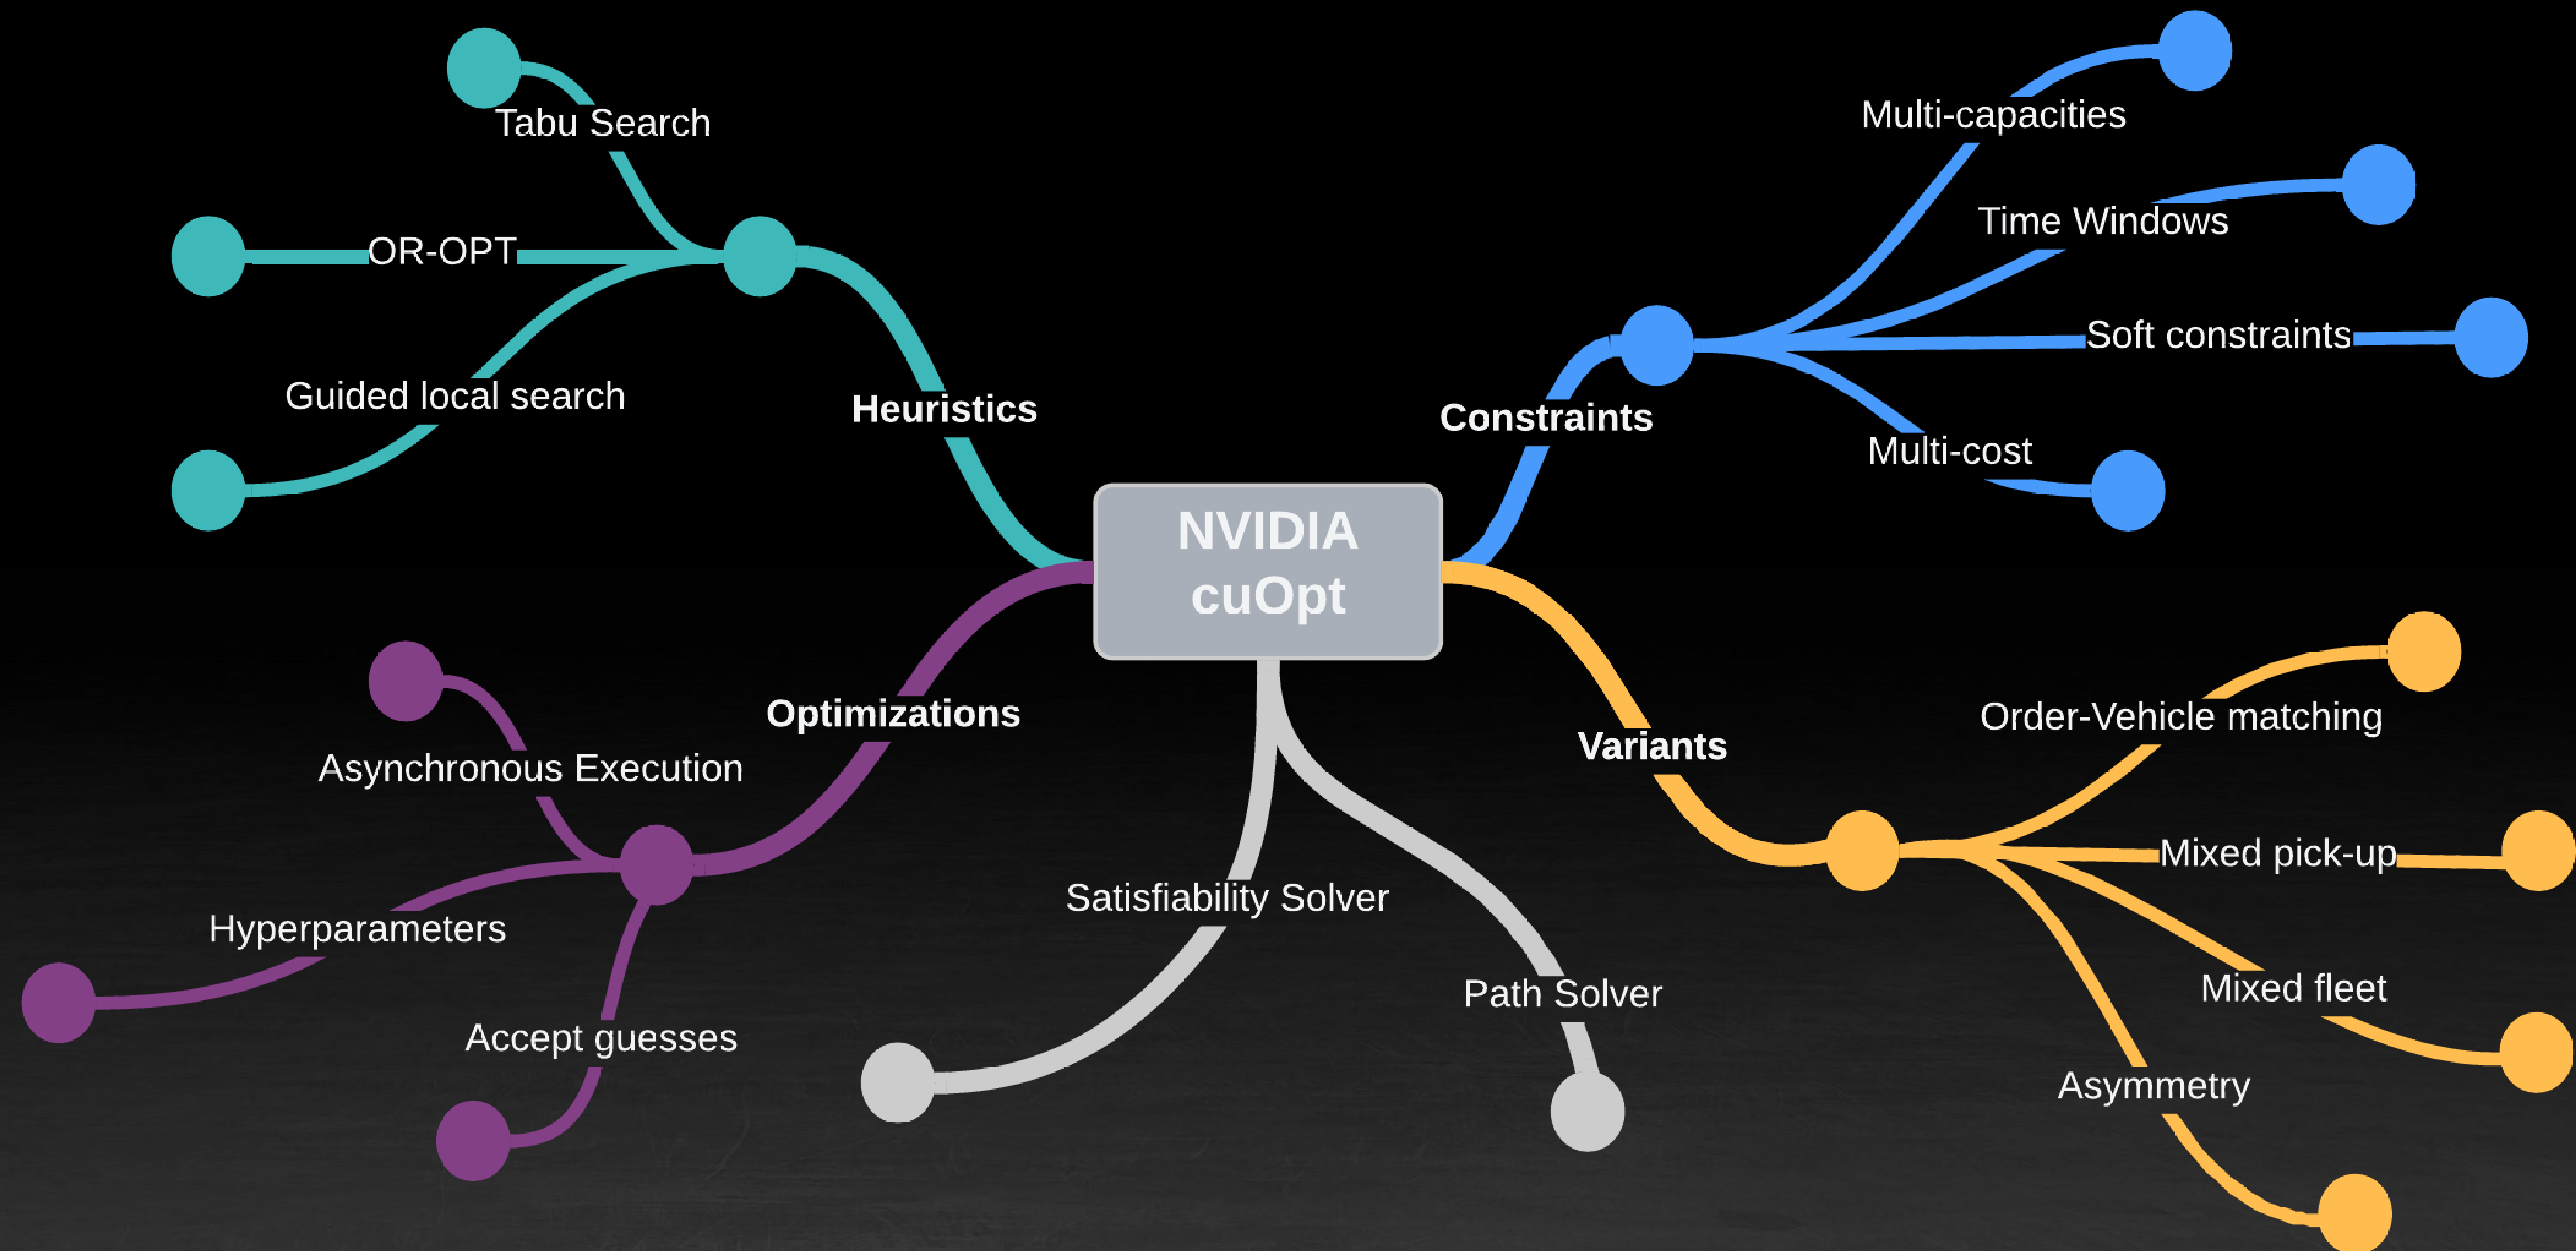 Tabu Search
OR-OPT
Guided local search
Heuristics
Multi-capacities
Time Windows
Soft constraints
Multi-cost
Constraints
NVIDIA
cuOpt
Optimizations
Asynchronous Execution
Hyperparameters
Accept guesses
Satisfiability Solver
Path Solver
Variants
Order-Vehicle matching
Mixed pick-up
Mixed fleet
Asymmetry